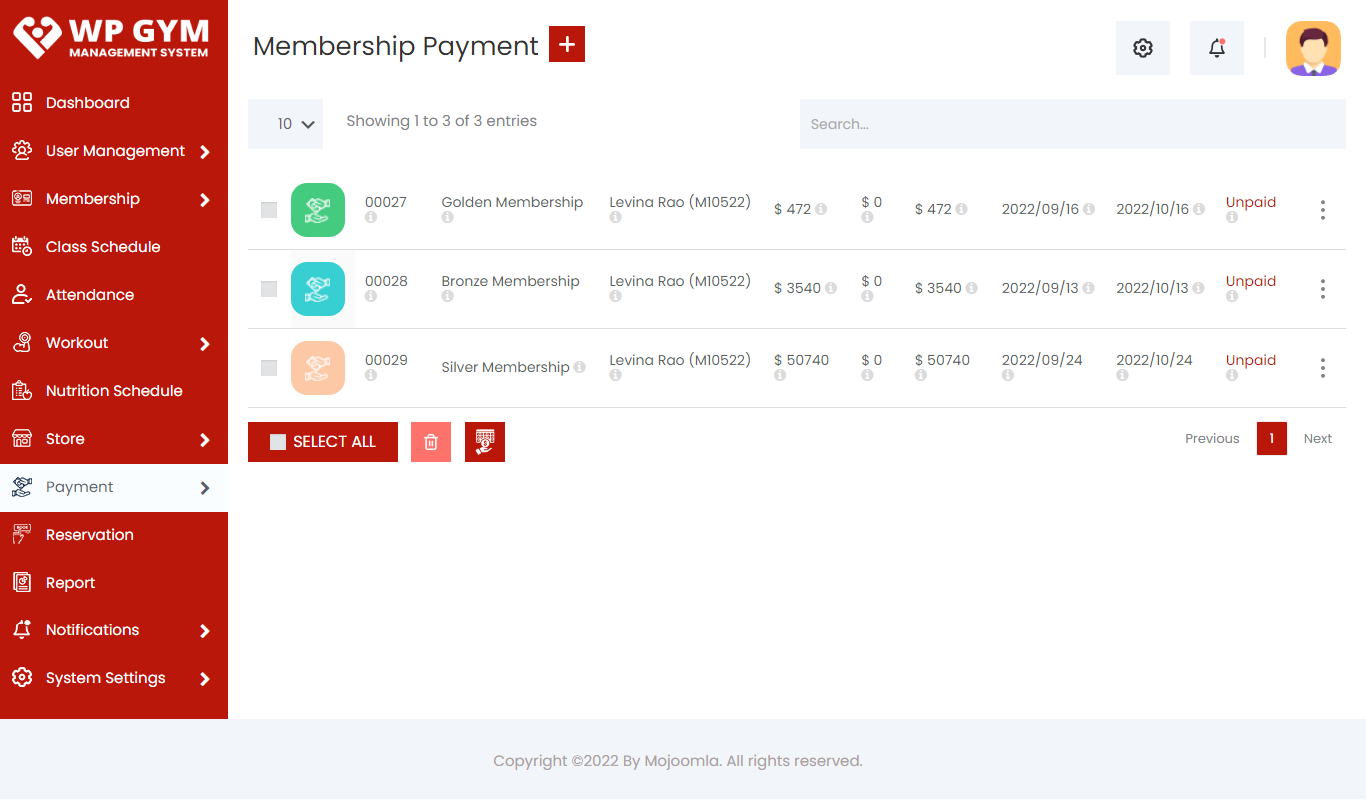 WP GYM
MANAGEMENT SYSTEM
Dashboard
User Management
Membership
Class Schedule
Attendance
Workout
Nutrition Schedule
Store
Payment
Reservation
Report
Notifications
System Settings
Membership Payment +
10 Showing 1 to 3 of 3 entries Search...
00027 Golden Membership Levina Rao (M10522) $ 472 $ 0 $ 472 2022/09/16 2022/10/16 Unpaid
00028 Bronze Membership Levina Rao (M10522) $ 3540 $ 0 $ 3540 2022/09/13 2022/10/13 Unpaid
00029 Silver Membership Levina Rao (M10522) $ 50740 $ 0 $ 50740 2022/09/24 2022/10/24 Unpaid
SELECT ALL Previous 1 Next
Copyright ©2022 By Mojoomla. All rights reserved.